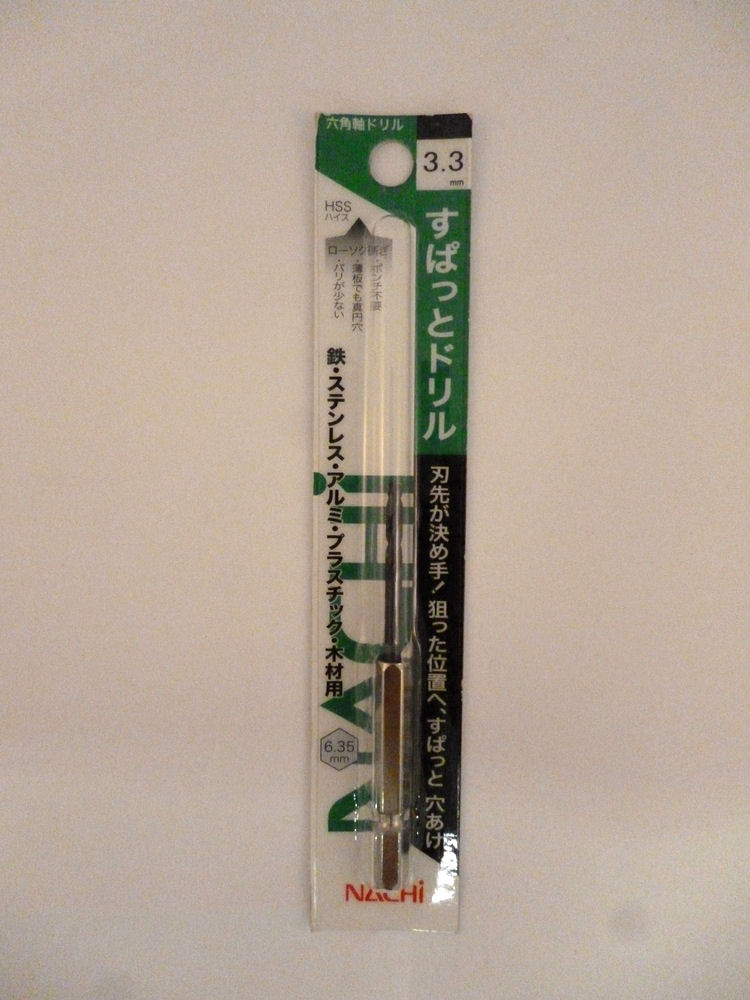 六角軸ドリル
3.3
mm
HSS
ハイス
ローソク研ぎ
・ポンチ不要
・薄板でも真円穴
・バリが少ない
すぱっとドリル
鉄・ステンレス・アルミ・プラスチック・木材用
刃先が決め手! 狙った位置へ、すぱっと 穴あけ
NACHi
6.35
mm
NACHi